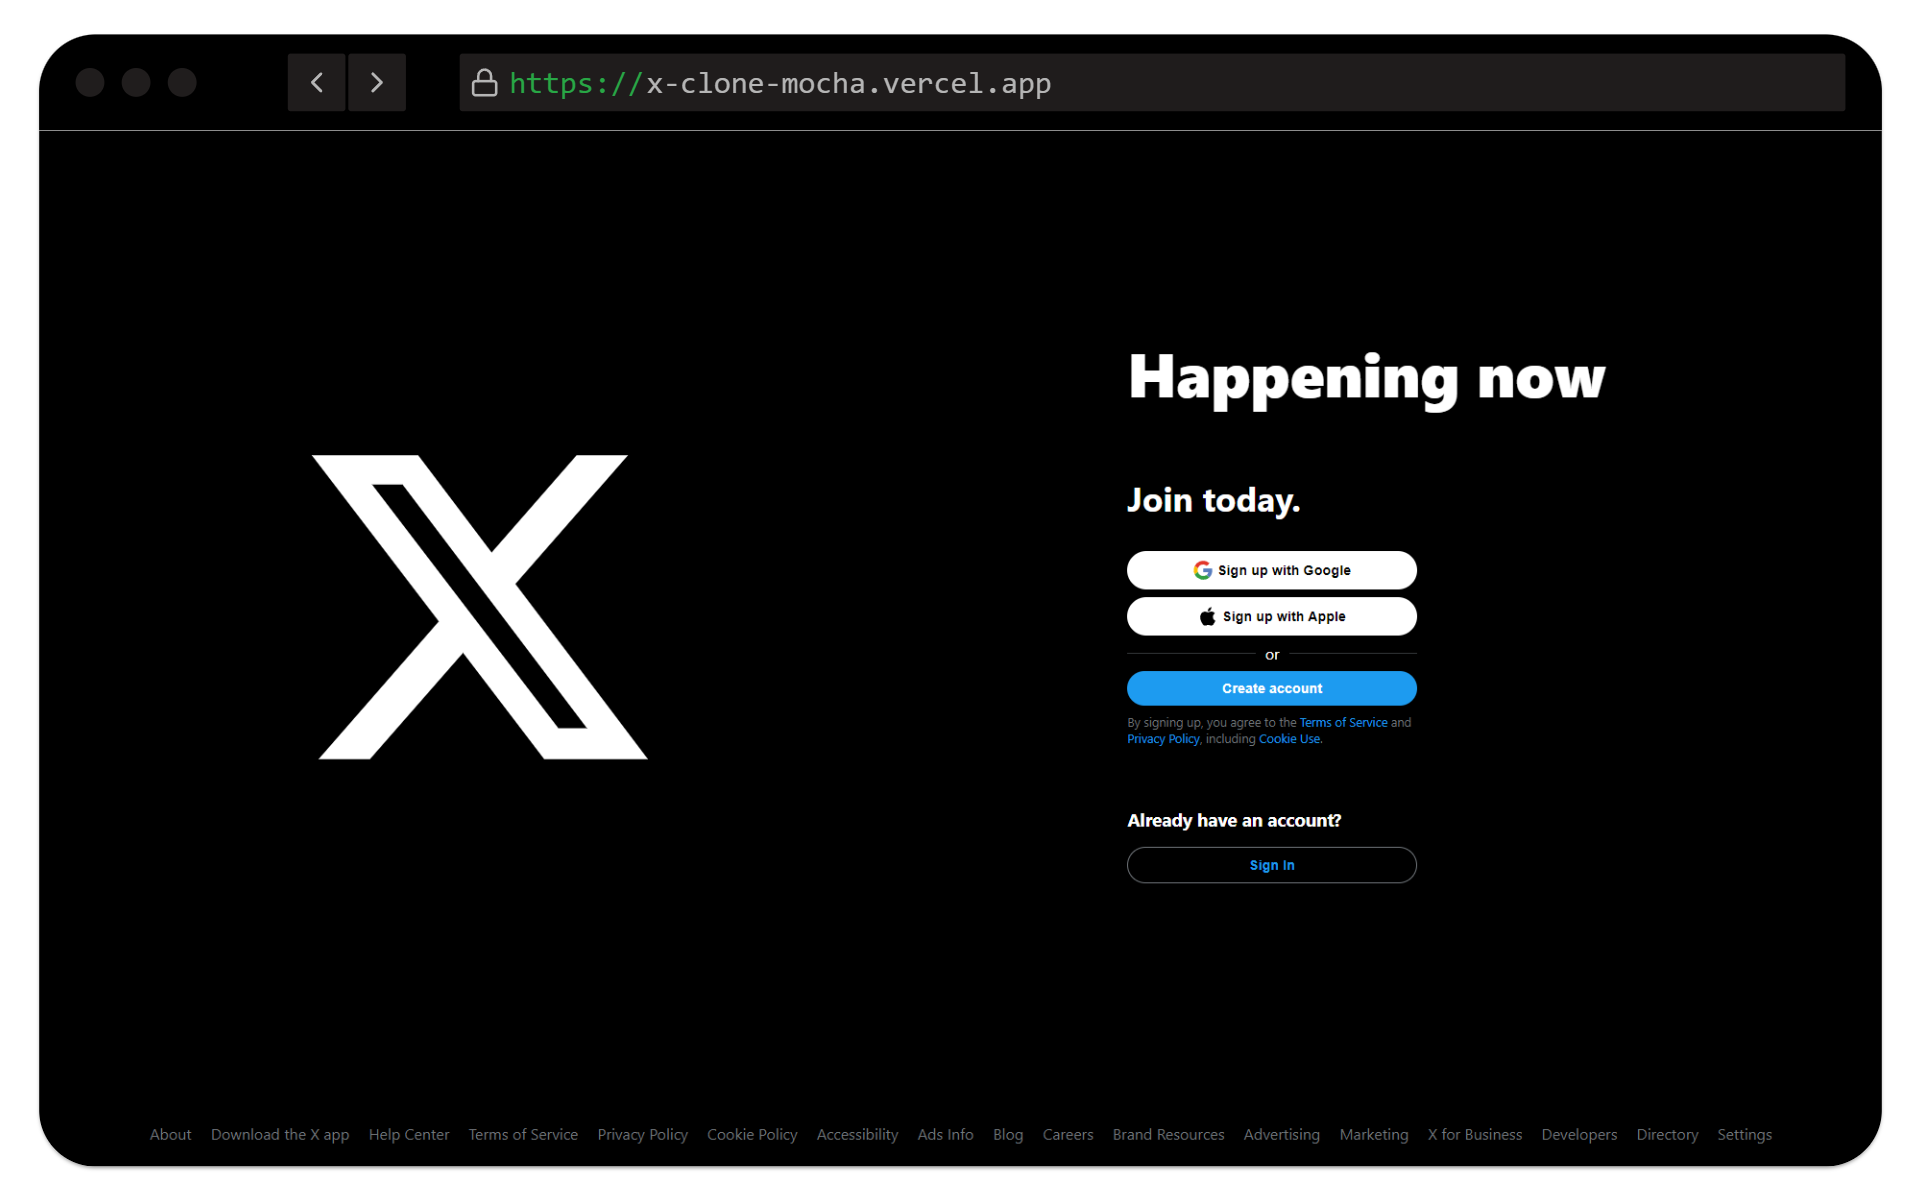 https://x-clone-mocha.vercel.app
Happening now
Join today.
Sign up with Google
Sign up with Apple
or
Create account
By signing up, you agree to the Terms of Service and
Privacy Policy, including Cookie Use.
Already have an account?
Sign In
About Download the X app Help Center Terms of Service Privacy Policy Cookie Policy Accessibility Ads Info Blog Careers Brand Resources Advertising Marketing X for Business Developers Directory Settings